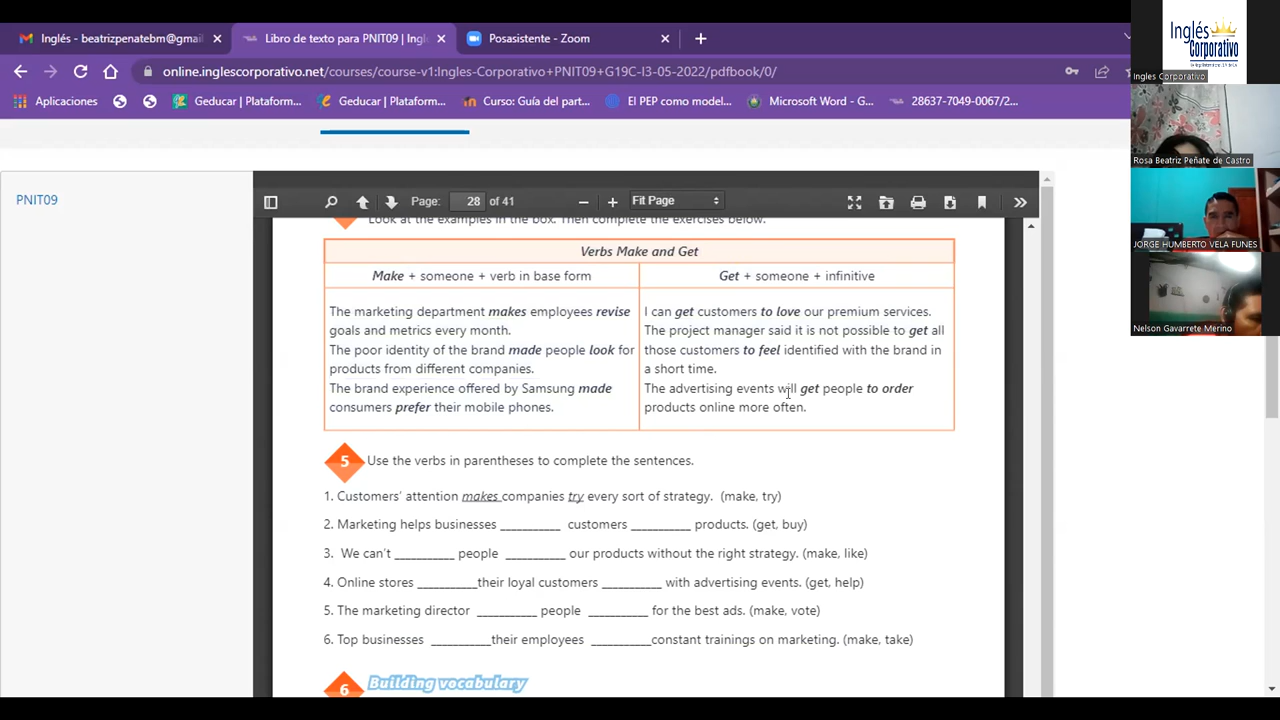 Inglés - beatrizpenatebm@gmail
Libro de texto para PNIT09 | Ingl
Posasistente - Zoom
online.inglescorporativo.net/courses/course-v1:Ingles-Corporativo+PNIT09+G19C-I3-05-2022/pdfbook/0/
Aplicaciones
Geducar | Plataform...
Geducar | Plataform...
Curso: Guía del part...
El PEP como model...
Microsoft Word - G...
28637-7049-0067/2...
Inglés
Corporativo
Ingles Corporativo
Rosa Beatriz Peñate de Castro
JORGE HUMBERTO VELA FUNES
Nelson Gavarrete Merino
PNIT09
Page: 28 of 41
Fit Page
Look at the examples in the box. Then complete the exercises below.
Verbs Make and Get
Make + someone + verb in base form
Get + someone + infinitive
The marketing department makes employees revise
goals and metrics every month.
The poor identity of the brand made people look for
products from different companies.
The brand experience offered by Samsung made
consumers prefer their mobile phones.
I can get customers to love our premium services.
The project manager said it is not possible to get all
those customers to feel identified with the brand in
a short time.
The advertising events will get people to order
products online more often.
5 Use the verbs in parentheses to complete the sentences.
1. Customers' attention makes companies try every sort of strategy. (make, try)
2. Marketing helps businesses __________ customers __________ products. (get, buy)
3. We can't __________ people __________ our products without the right strategy. (make, like)
4. Online stores __________their loyal customers __________ with advertising events. (get, help)
5. The marketing director __________ people __________ for the best ads. (make, vote)
6. Top businesses __________their employees __________constant trainings on marketing. (make, take)
6 Building vocabulary